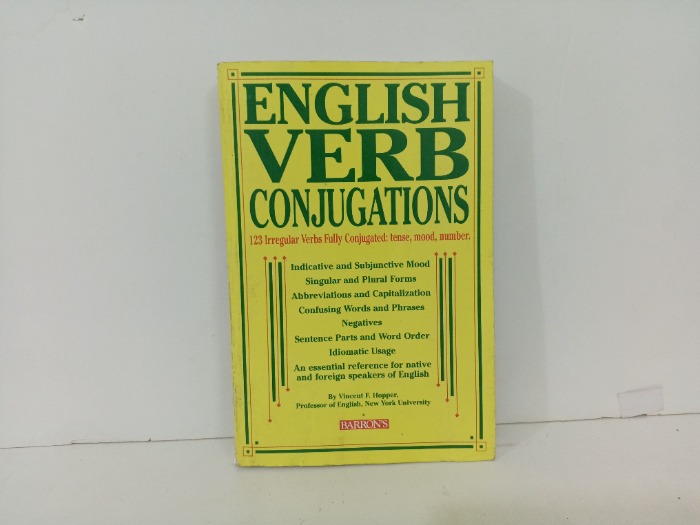 ENGLISH
VERB
CONJUGATIONS
123 Irregular Verbs Fully Conjugated: tense, mood, number.
Indicative and Subjunctive Mood
Singular and Plural Forms
Abbreviations and Capitalization
Confusing Words and Phrases
Negatives
Sentence Parts and Word Order
Idiomatic Usage
An essential reference for native
and foreign speakers of English
By Vincent F. Hopper,
Professor of English, New York University
BARRON'S